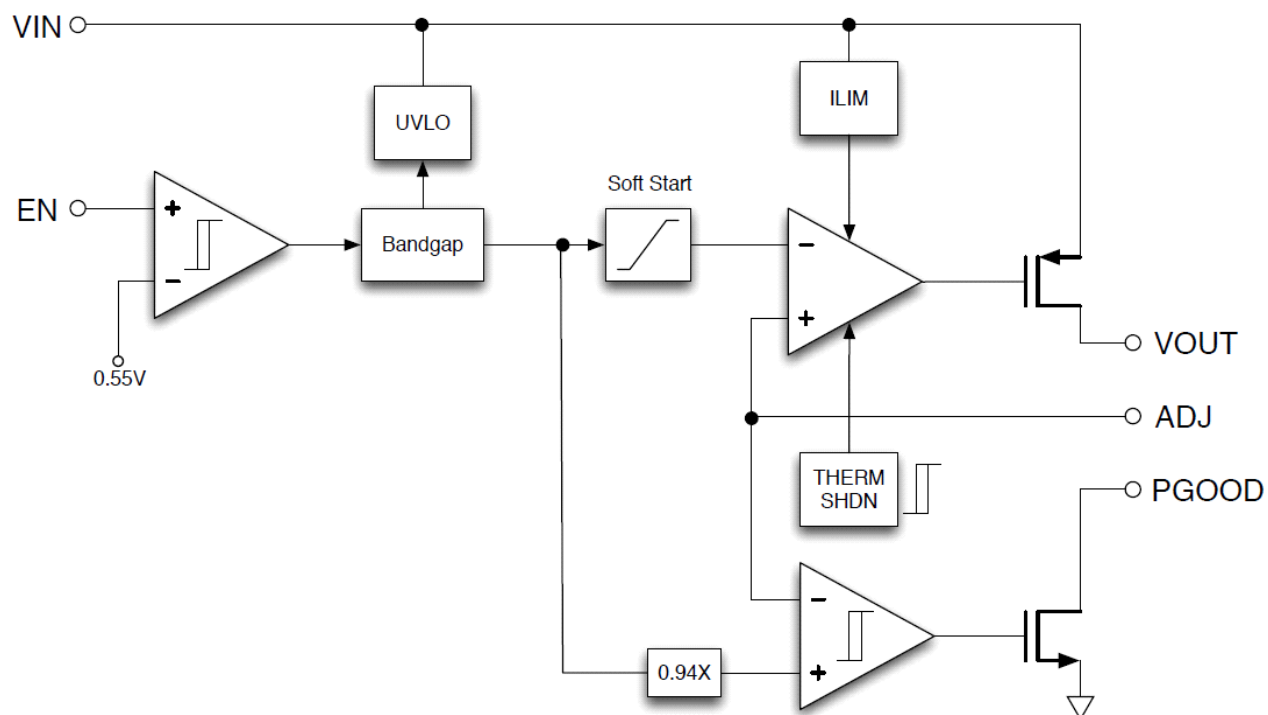 VIN
ILIM
UVLO
Soft Start
EN
+
Bandgap
−
−
+
0.55V
VOUT
ADJ
THERM
SHDN
PGOOD
−
0.94X
+